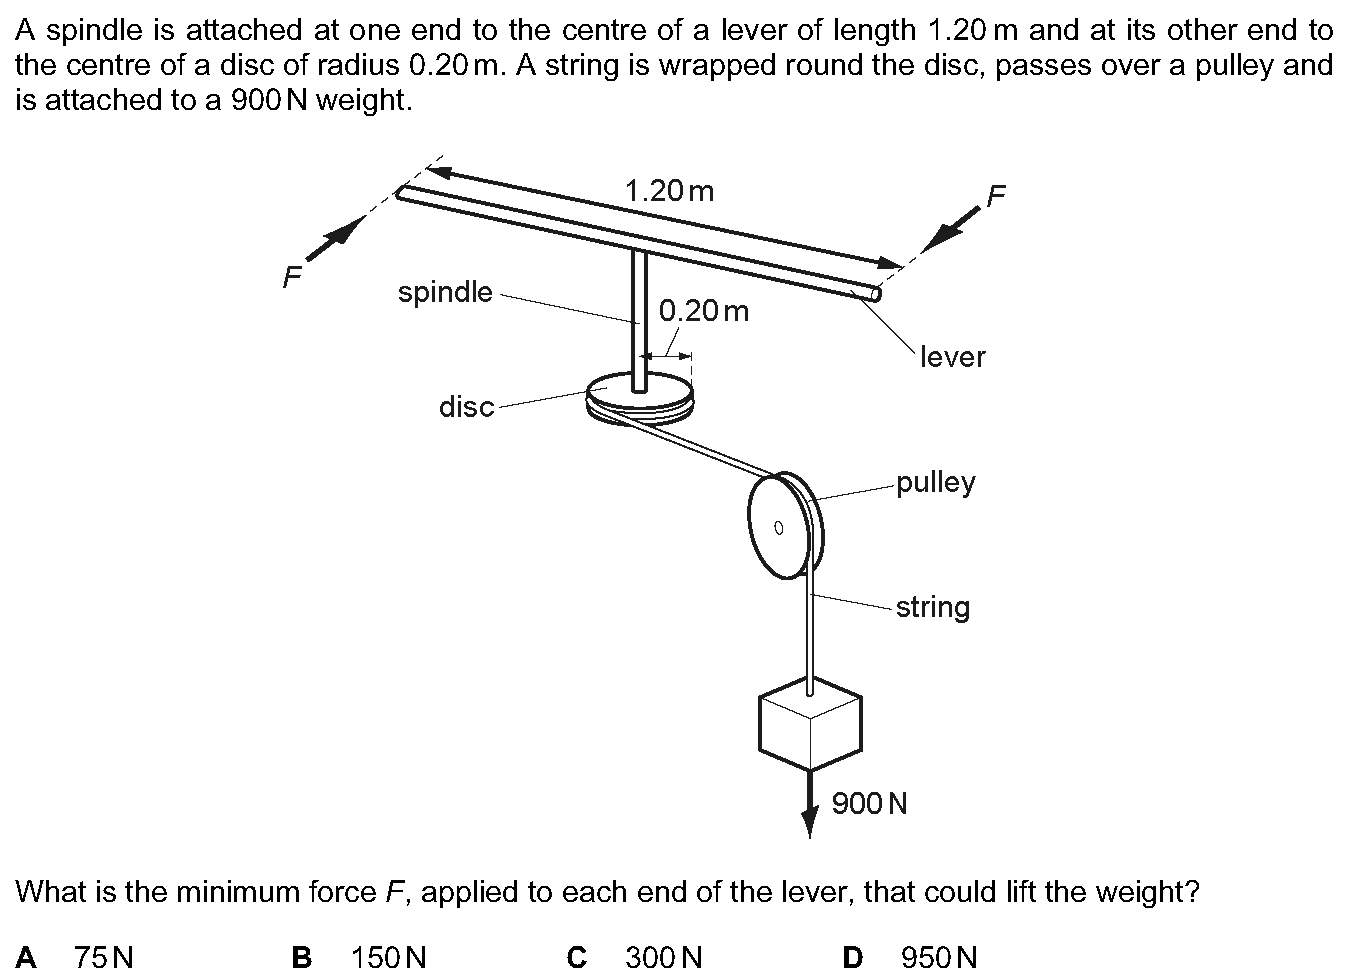 A spindle is attached at one end to the centre of a lever of length 1.20 m and at its other end to
the centre of a disc of radius 0.20 m. A string is wrapped round the disc, passes over a pulley and
is attached to a 900 N weight.
1.20 m
F
F
spindle
0.20 m
lever
disc
pulley
string
900 N
What is the minimum force F, applied to each end of the lever, that could lift the weight?
A 75 N B 150 N C 300 N D 950 N